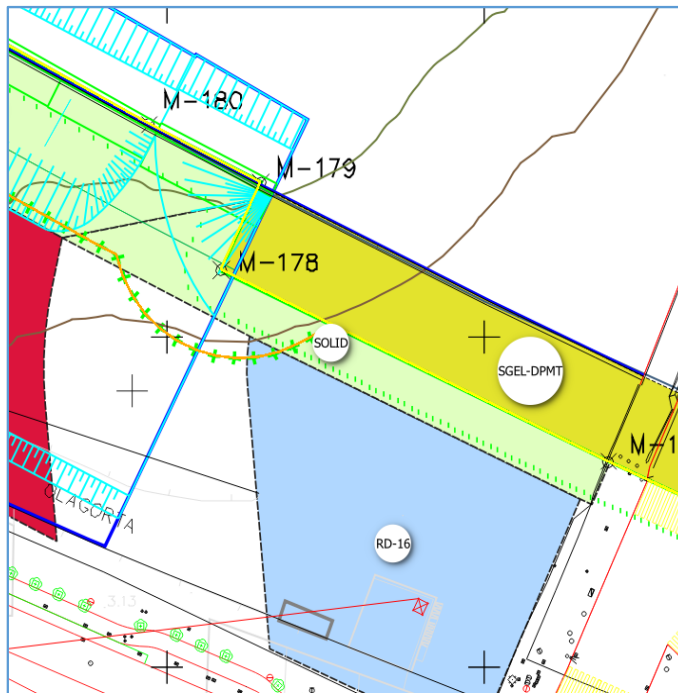 M-180
M-179
M-178
SOLID
SGEL-DPMT
M-1
OLAGORTA
RD-16
3.13